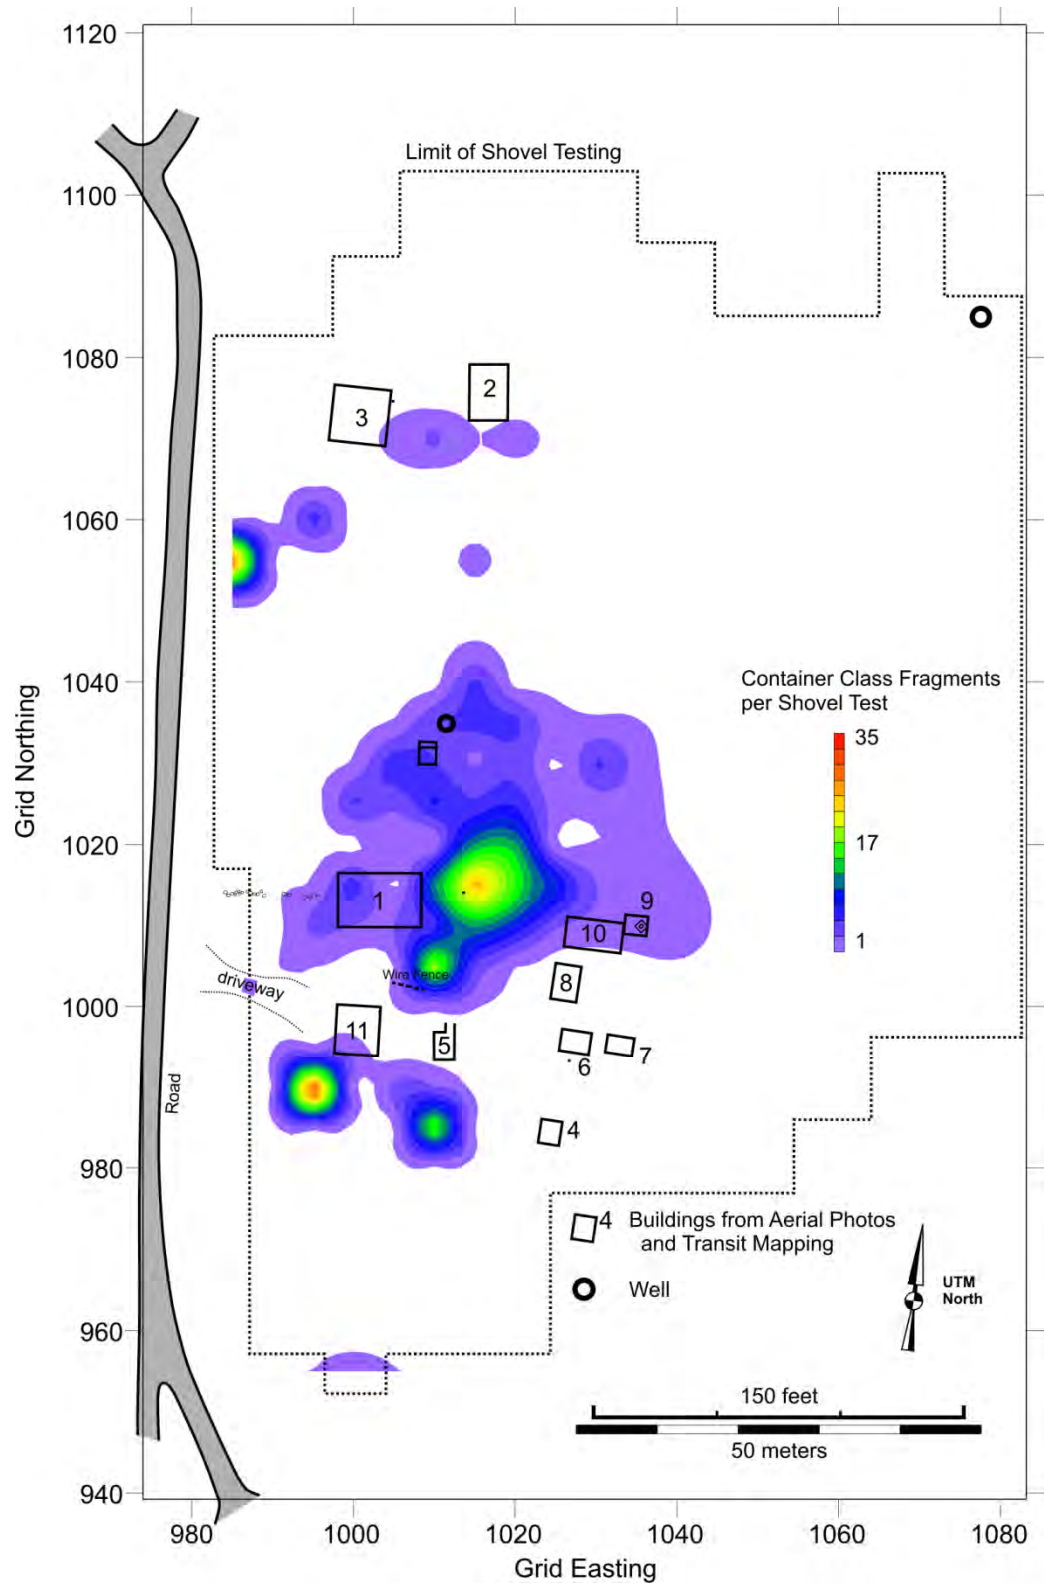 1120
1100
1080
1060
1040
1020
1000
980
960
940
Grid Northing
Limit of Shovel Testing
2
3
Container Class Fragments
per Shovel Test
35
17
1
1
9
10
8
Wire Fence
driveway
11
5
6
7
4
Road
4
Buildings from Aerial Photos
and Transit Mapping
Well
UTM
North
150 feet
50 meters
980
1000
1020
1040
1060
1080
Grid Easting